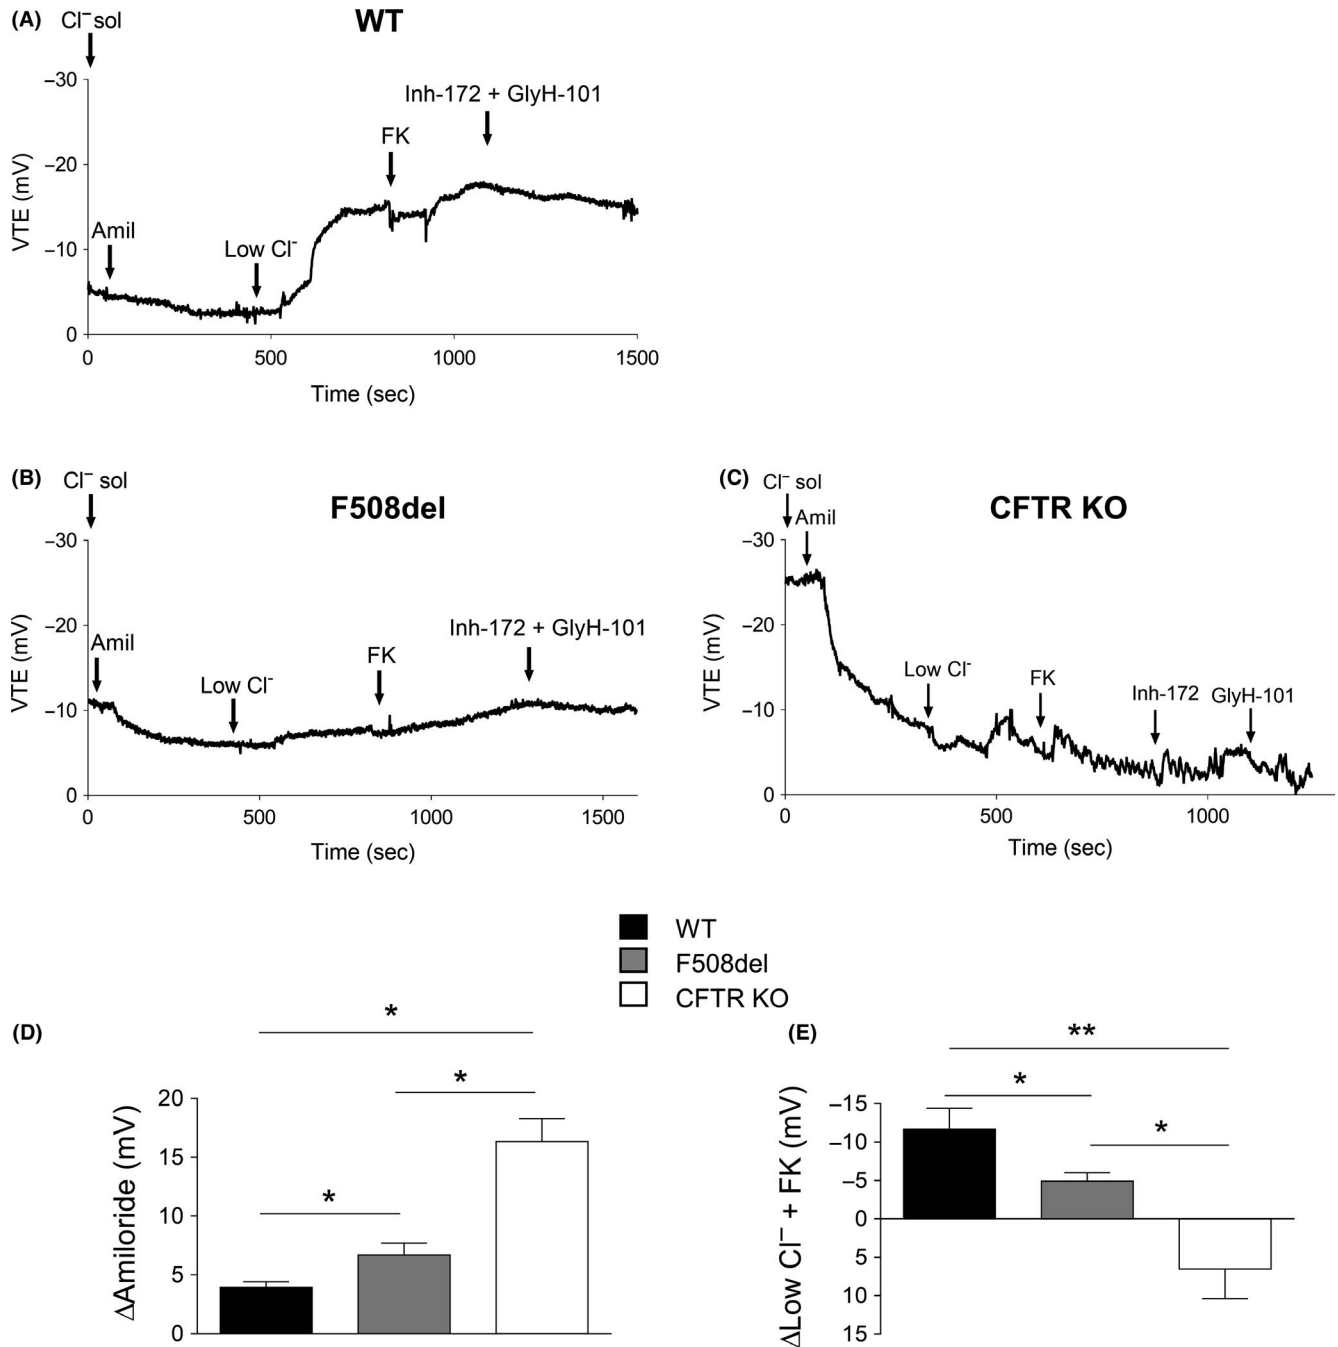 (A)
Cl⁻ sol
WT
−30
Inh-172 + GlyH-101
FK
−20
VTE (mV)
Amil
Low Cl⁻
−10
0
0 500 1000 1500
Time (sec)
(B)
Cl⁻ sol
F508del
−30
−20
VTE (mV)
Amil
Inh-172 + GlyH-101
FK
Low Cl⁻
−10
0
0 500 1000 1500
Time (sec)
(C)
Cl⁻ sol
CFTR KO
Amil
−30
−20
VTE (mV)
Low Cl⁻
FK
Inh-172
GlyH-101
−10
0
0 500 1000
Time (sec)
WT
F508del
CFTR KO
(D)
*
*
*
20
15
10
5
0
ΔAmiloride (mV)
(E)
**
*
*
−15
−10
−5
0
5
10
15
ΔLow Cl⁻ + FK (mV)